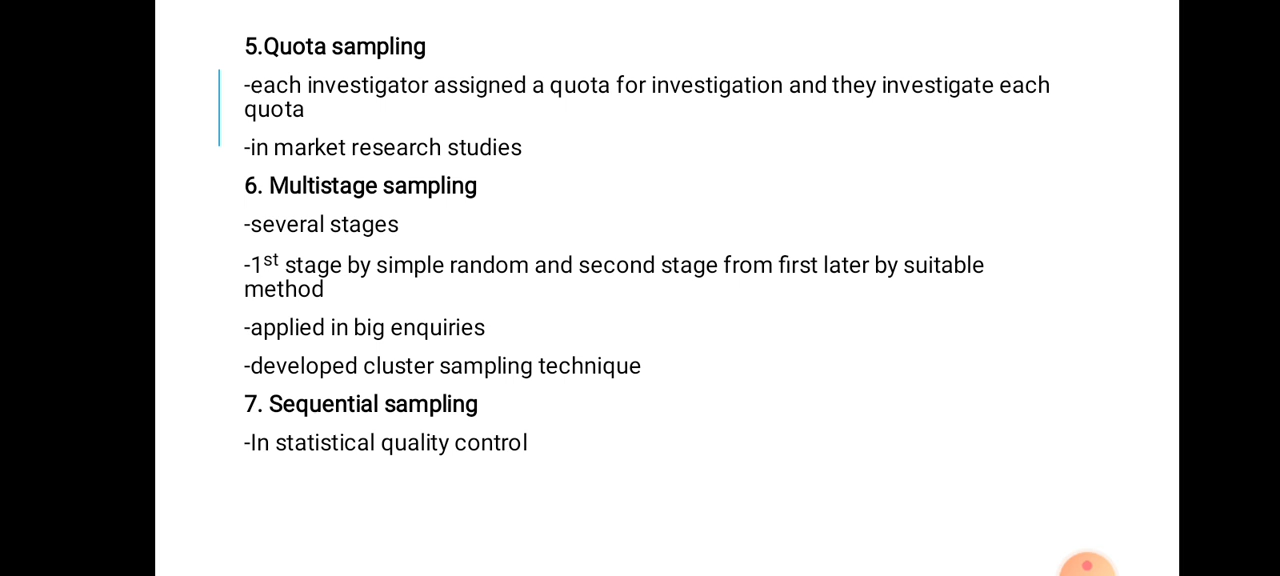 5.Quota sampling
-each investigator assigned a quota for investigation and they investigate each
quota
-in market research studies
6. Multistage sampling
-several stages
-1st stage by simple random and second stage from first later by suitable
method
-applied in big enquiries
-developed cluster sampling technique
7. Sequential sampling
-In statistical quality control